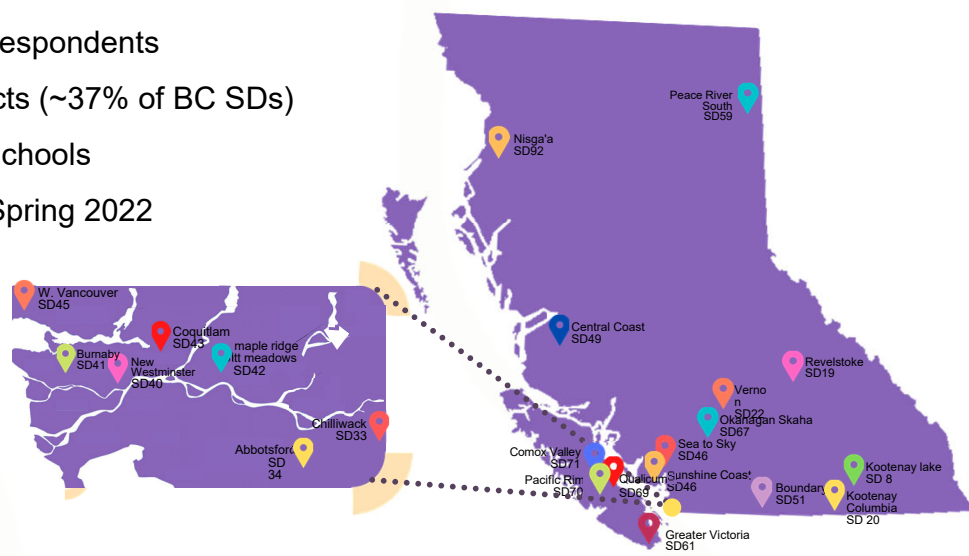 espondents
cts (~37% of BC SDs)
chools
Spring 2022
Peace River
South
SD59
Nisga'a
SD92
W. Vancouver
SD45
Coquitlam
SD43
maple ridge
itt meadows
SD42
Burnaby
SD41
New
Westminster
SD40
Chilliwack
SD33
Abbotsford
SD
34
Central Coast
SD49
Revelstoke
SD19
Verno
n
SD22
Okanagan Skaha
SD67
Sea to Sky
SD46
Comox Valley
SD71
Pacific Rim
SD70
Qualicum
SD69
Sunshine Coast
SD46
Boundary
SD51
Kootenay lake
SD 8
Kootenay
Columbia
SD 20
Greater Victoria
SD61